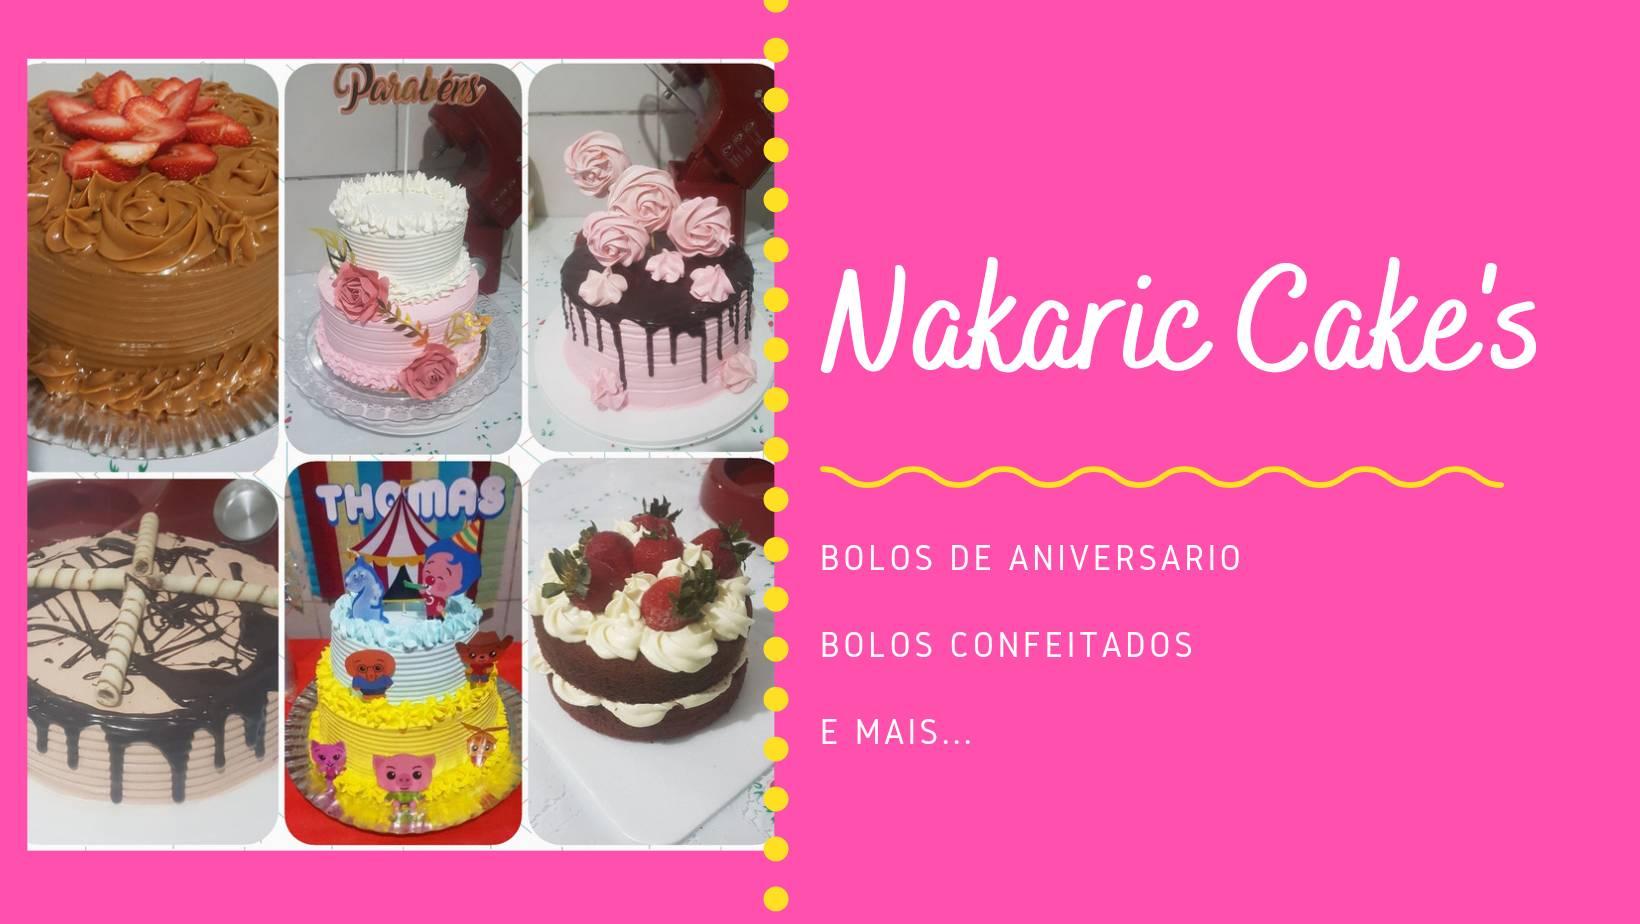 Parabéns
THOMAS
Nakaric Cake's
BOLOS DE ANIVERSARIO
BOLOS CONFEITADOS
E MAIS...